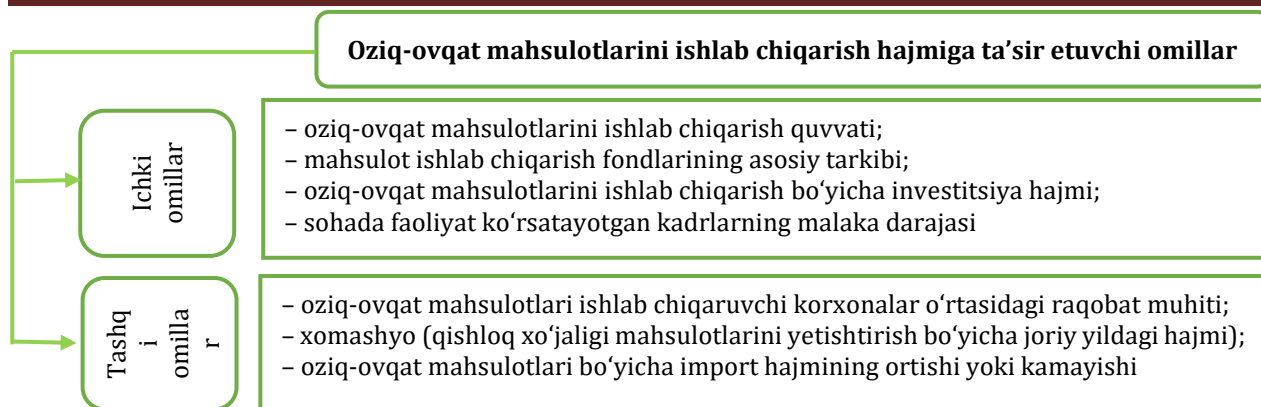 Oziq-ovqat mahsulotlarini ishlab chiqarish hajmiga ta’sir etuvchi omillar
Ichki
omillar
– oziq-ovqat mahsulotlarini ishlab chiqarish quvvati;
– mahsulot ishlab chiqarish fondlarining asosiy tarkibi;
– oziq-ovqat mahsulotlarini ishlab chiqarish bo‘yicha investitsiya hajmi;
– sohada faoliyat ko‘rsatayotgan kadrlarning malaka darajasi
Tashq
i
omilla
r
– oziq-ovqat mahsulotlari ishlab chiqaruvchi korxonalar o‘rtasidagi raqobat muhiti;
– xomashyo (qishloq xo‘jaligi mahsulotlarini yetishtirish bo‘yicha joriy yildagi hajmi);
– oziq-ovqat mahsulotlari bo‘yicha import hajmining ortishi yoki kamayishi